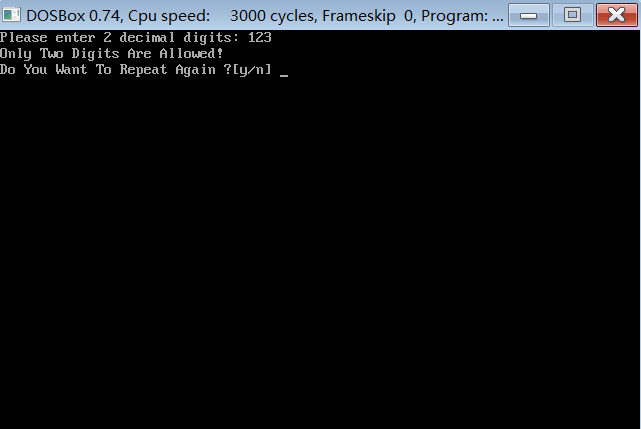 DOSBox 0.74, Cpu speed: 3000 cycles, Frameskip 0, Program: ...
Please enter 2 decimal digits: 123
Only Two Digits Are Allowed!
Do You Want To Repeat Again ?[y/n] _